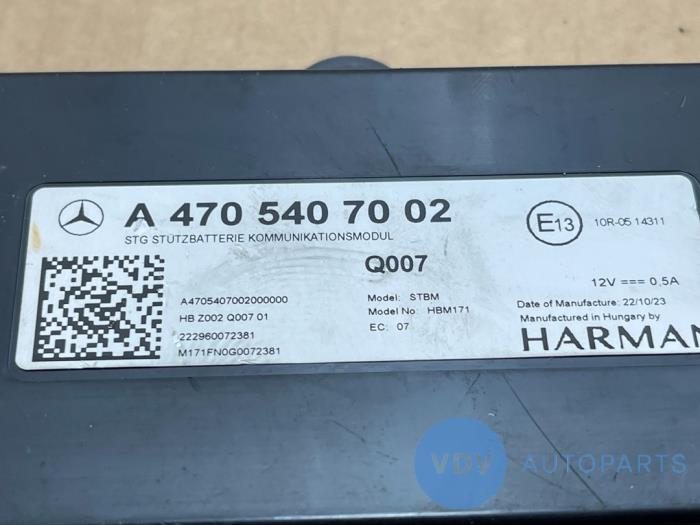 A 470 540 70 02
STG STÜTZBATTERIE KOMMUNIKATIONSMODUL
E13
10R-05 14311
Q007
12V 0,5A
A4705407002000000
HB Z002 Q007 01
222960072381
M171FN0G0072381
Model: STBM
Model No: HBM171
EC: 07
Date of Manufacture: 22/10/23
Manufactured in Hungary by
HARMAN
VDV AUTOPARTS